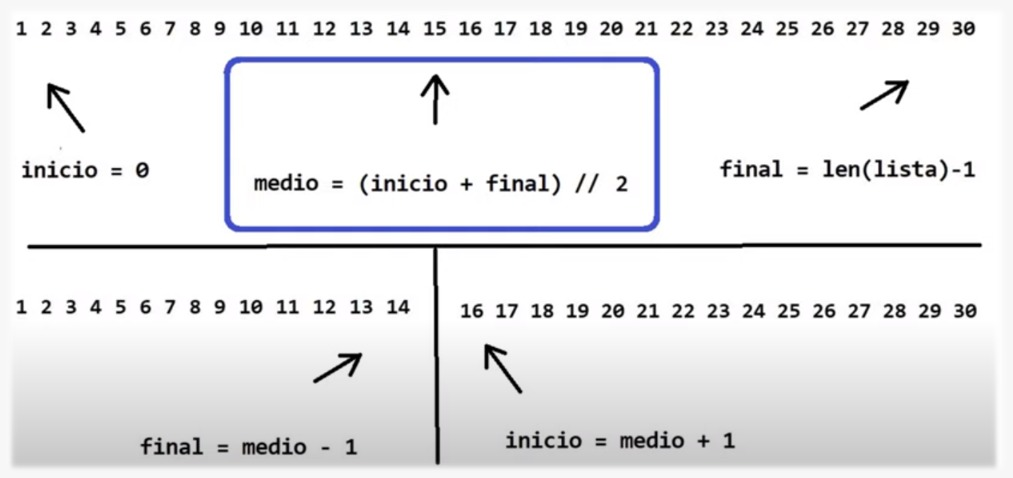 1 2 3 4 5 6 7 8 9 10 11 12 13 14 15 16 17 18 19 20 21 22 23 24 25 26 27 28 29 30
inicio = 0
medio = (inicio + final) // 2
final = len(lista)-1
1 2 3 4 5 6 7 8 9 10 11 12 13 14
16 17 18 19 20 21 22 23 24 25 26 27 28 29 30
final = medio - 1
inicio = medio + 1